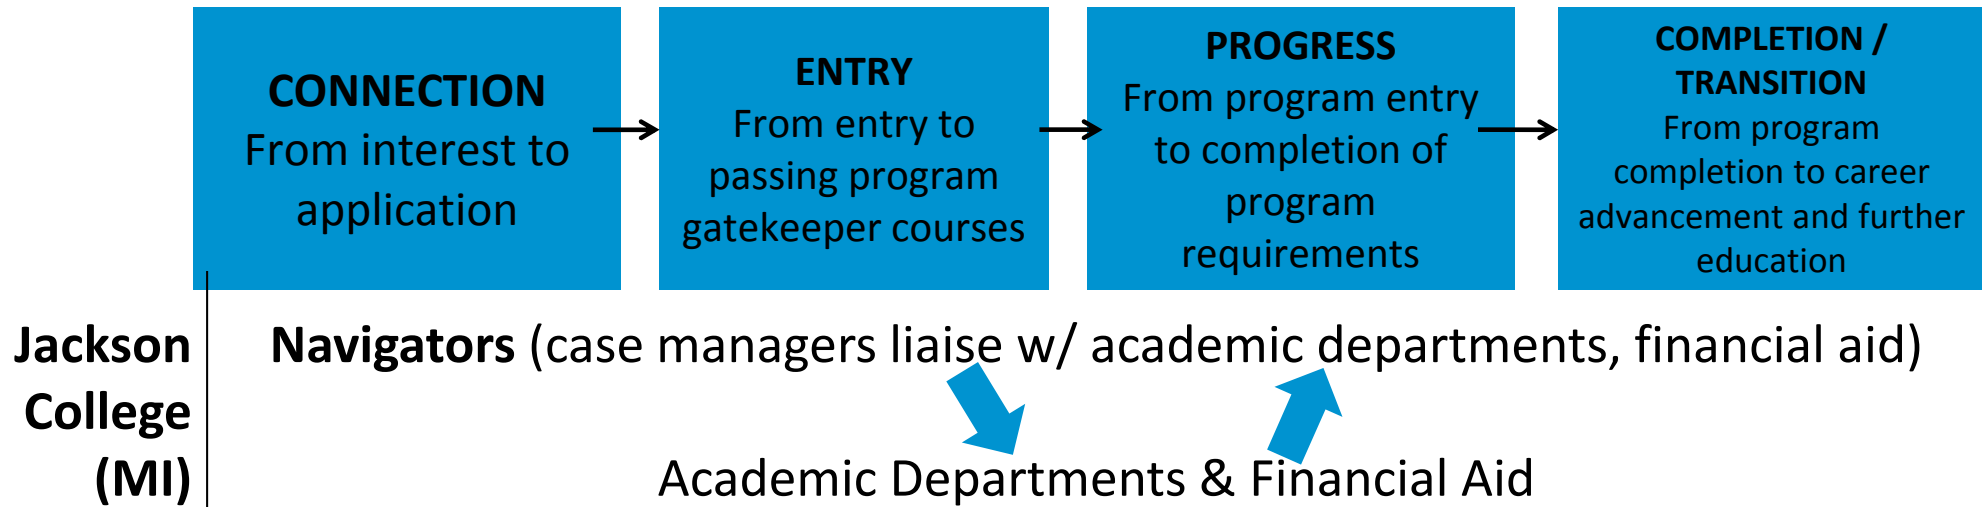 CONNECTION
From interest to
application
ENTRY
From entry to
passing program
gatekeeper courses
PROGRESS
From program entry
to completion of
program
requirements
COMPLETION /
TRANSITION
From program
completion to career
advancement and further
education
Jackson
College
(MI)
Navigators (case managers liaise w/ academic departments, financial aid)
Academic Departments & Financial Aid